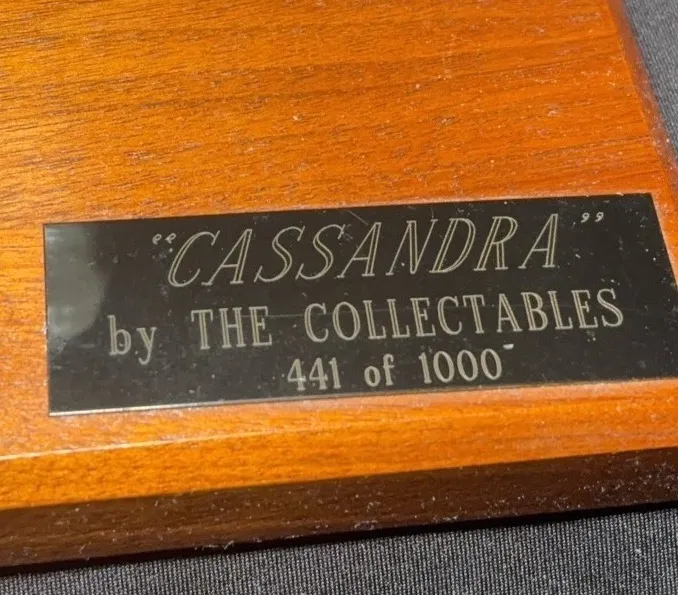 “CASSANDRA”
by THE COLLECTABLES
441 of 1000